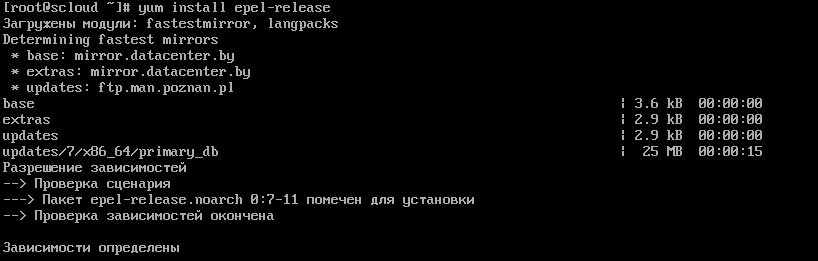 [root@scloud ~]# yum install epel-release
Загружены модули: fastestmirror, langpacks
Determining fastest mirrors
 * base: mirror.datacenter.by
 * extras: mirror.datacenter.by
 * updates: ftp.man.poznan.pl
base | 3.6 kB 00:00:00
extras | 2.9 kB 00:00:00
updates | 2.9 kB 00:00:00
updates/7/x86_64/primary_db | 25 MB 00:00:15
Разрешение зависимостей
--> Проверка сценария
---> Пакет epel-release.noarch 0:7-11 помечен для установки
--> Проверка зависимостей окончена
Зависимости определены